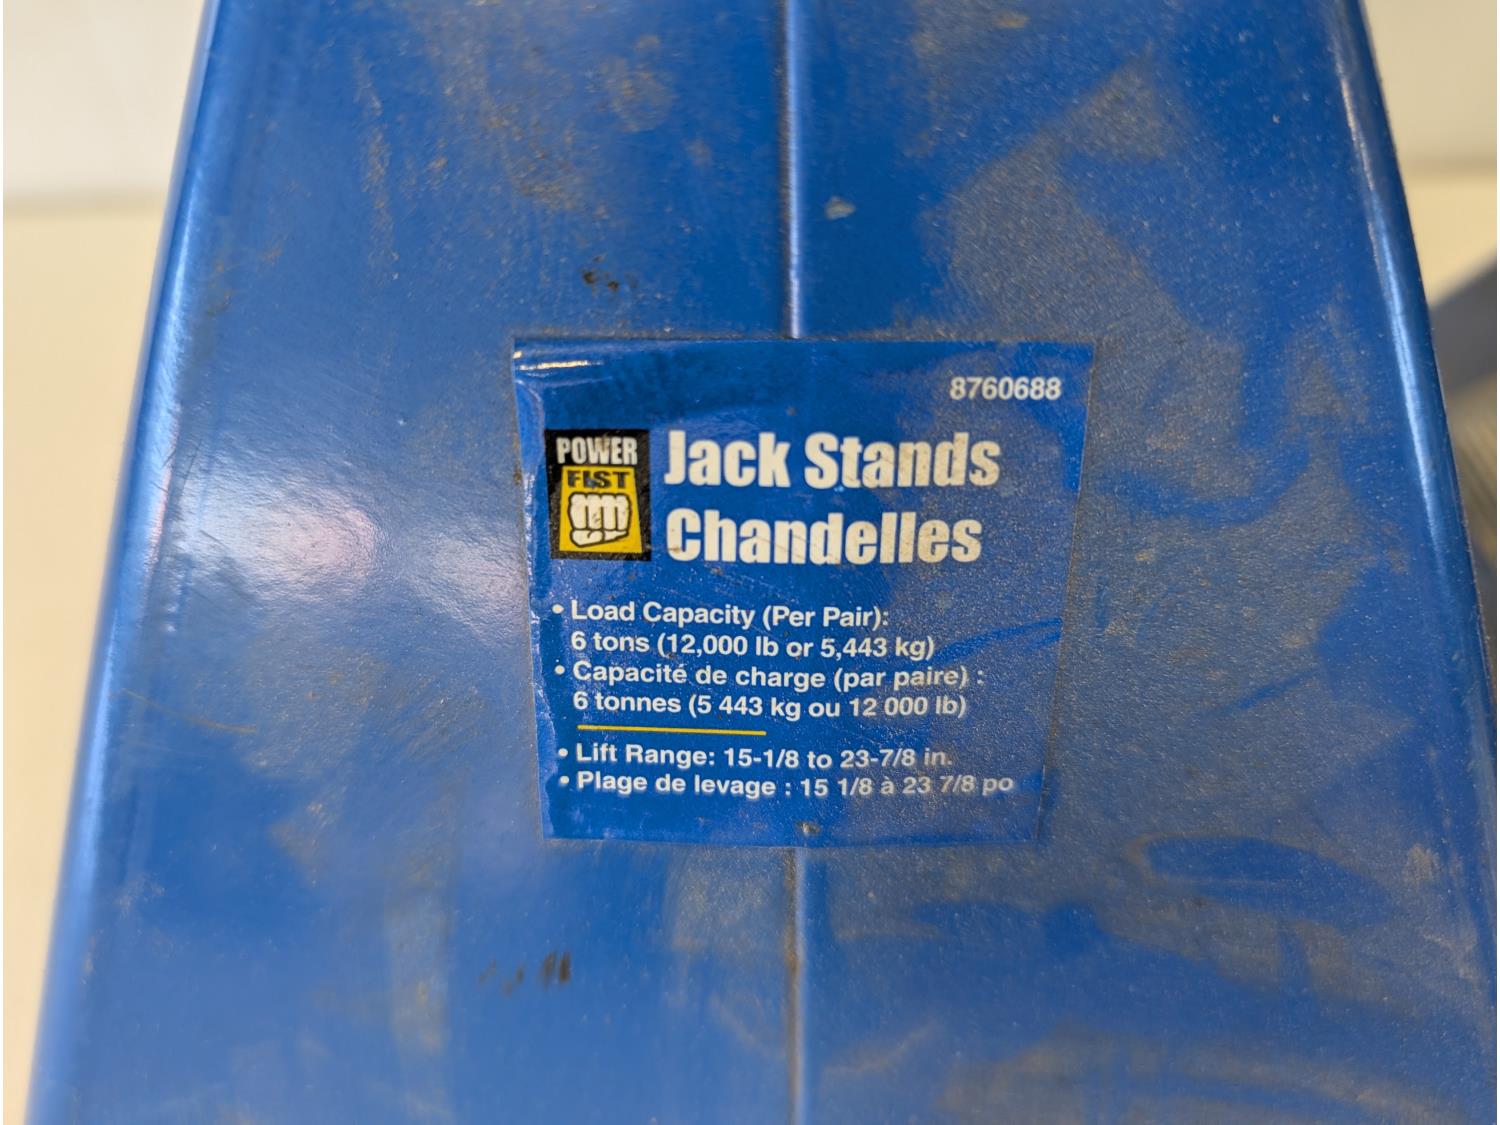 8760688
POWER
FIST
Jack Stands
Chandelles
• Load Capacity (Per Pair):
6 tons (12,000 lb or 5,443 kg)
• Capacité de charge (par paire) :
6 tonnes (5 443 kg ou 12 000 lb)
• Lift Range: 15-1/8 to 23-7/8 in.
• Plage de levage : 15 1/8 à 23 7/8 po